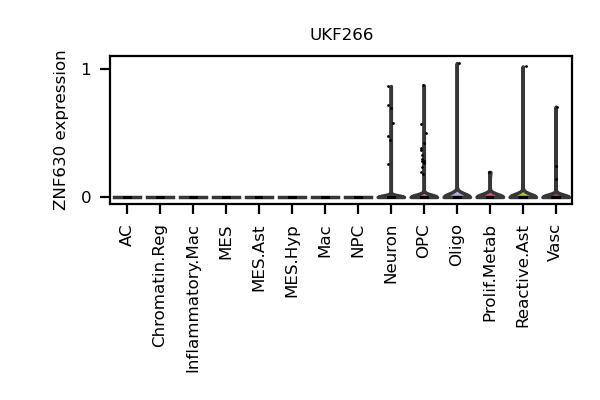 UKF266
ZNF630 expression
1
0
AC
Chromatin.Reg
Inflammatory.Mac
MES
MES.Ast
MES.Hyp
Mac
NPC
Neuron
OPC
Oligo
Prolif.Metab
Reactive.Ast
Vasc